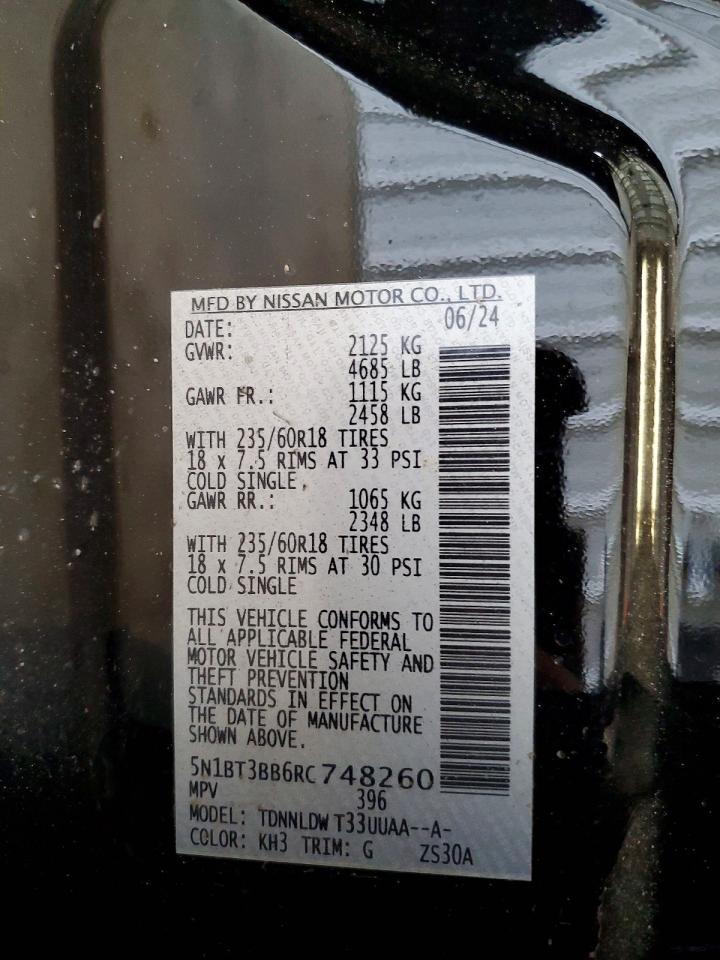 MFD BY NISSAN MOTOR CO., LTD.
DATE: 06/24
GVWR: 2125 KG
4685 LB
GAWR FR.: 1115 KG
2458 LB
WITH 235/60R18 TIRES
18 x 7.5 RIMS AT 33 PSI
COLD SINGLE.
GAWR RR.: 1065 KG
2348 LB
WITH 235/60R18 TIRES
18 x 7.5 RIMS AT 30 PSI
COLD SINGLE
THIS VEHICLE CONFORMS TO
ALL APPLICABLE FEDERAL
MOTOR VEHICLE SAFETY AND
THEFT PREVENTION
STANDARDS IN EFFECT ON
THE DATE OF MANUFACTURE
SHOWN ABOVE.
5N1BT3BB6RC748260
MPV 396
MODEL: TDNNLDW T33UUAA--A-
COLOR: KH3 TRIM: G ZS30A